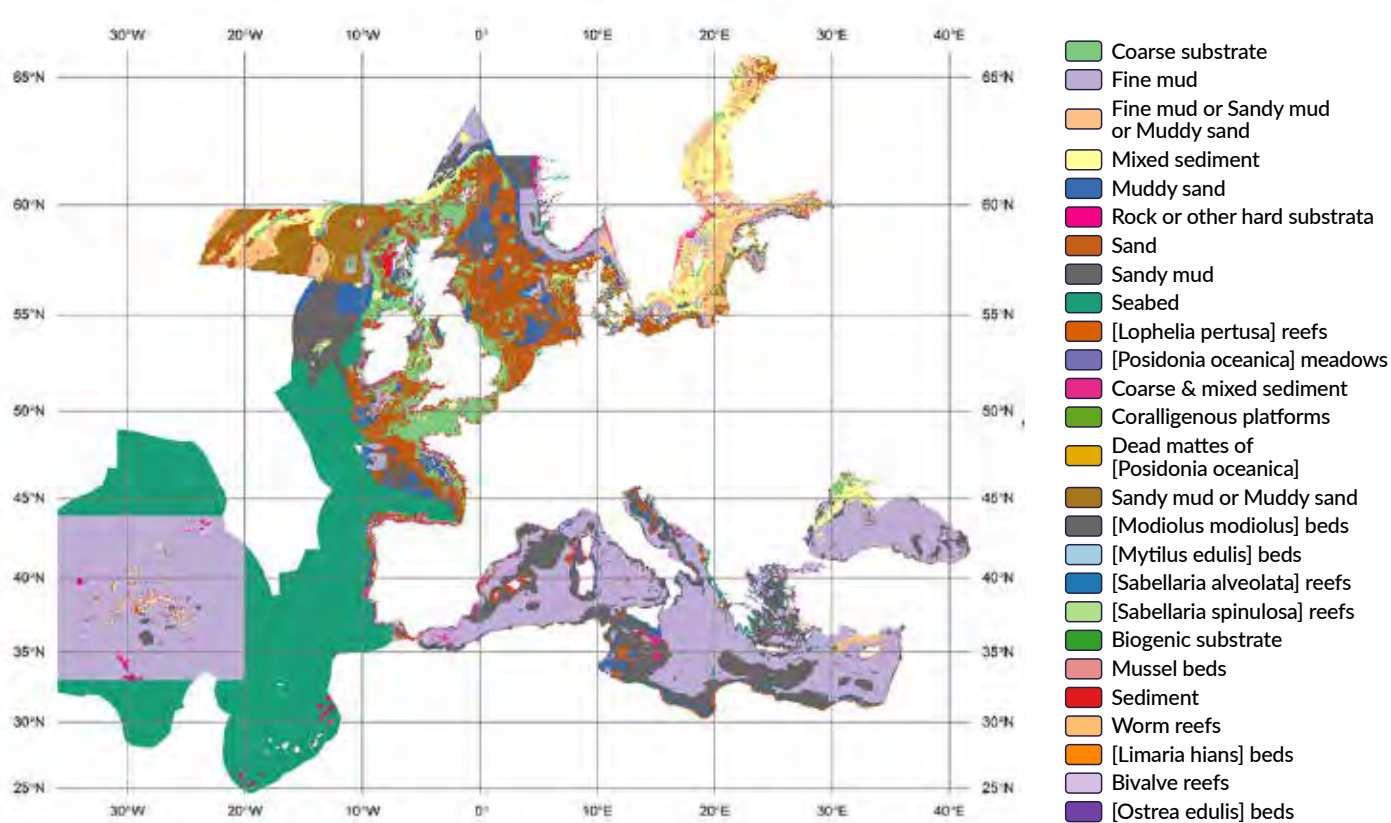 30°W 20°W 10°W 0° 10°E 20°E 30°E 40°E
65°N 65°N
60°N 60°N
55°N 55°N
50°N 50°N
45°N 45°N
40°N 40°N
35°N 35°N
30°N 30°N
25°N 25°N
30°W 20°W 10°W 0° 10°E 20°E 30°E 40°E
Coarse substrate
Fine mud
Fine mud or Sandy mud
or Muddy sand
Mixed sediment
Muddy sand
Rock or other hard substrata
Sand
Sandy mud
Seabed
[Lophelia pertusa] reefs
[Posidonia oceanica] meadows
Coarse & mixed sediment
Coralligenous platforms
Dead mattes of
[Posidonia oceanica]
Sandy mud or Muddy sand
[Modiolus modiolus] beds
[Mytilus edulis] beds
[Sabellaria alveolata] reefs
[Sabellaria spinulosa] reefs
Biogenic substrate
Mussel beds
Sediment
Worm reefs
[Limaria hians] beds
Bivalve reefs
[Ostrea edulis] beds